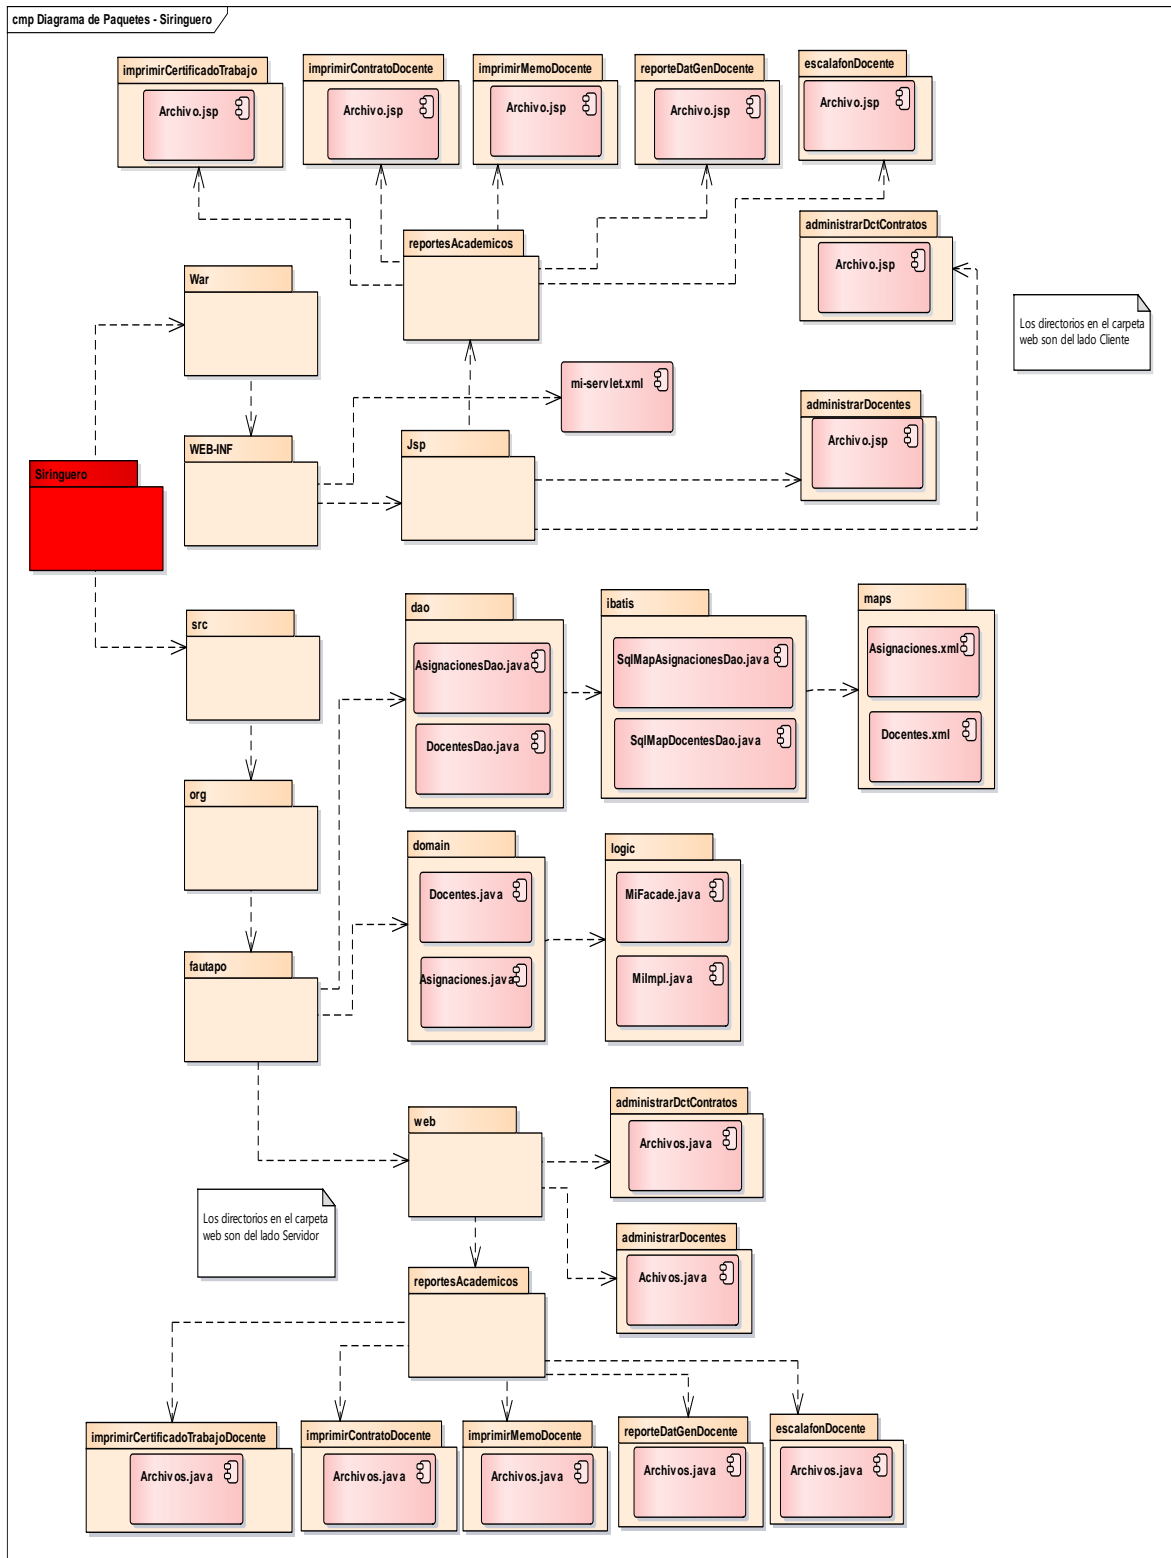 cmp Diagrama de Paquetes - Siringuero
imprimirCertificadoTrabajo
Archivo.jsp
imprimirContratoDocente
Archivo.jsp
imprimirMemoDocente
Archivo.jsp
reporteDatGenDocente
Archivo.jsp
escalafonDocente
Archivo.jsp
reportesAcademicos
administrarDctContratos
Archivo.jsp
War
Los directorios en el carpeta
web son del lado Cliente
mi-servlet.xml
administrarDocentes
Archivo.jsp
WEB-INF
Jsp
Siringuero
src
dao
AsignacionesDao.java
DocentesDao.java
ibatis
SqlMapAsignacionesDao.java
SqlMapDocentesDao.java
maps
Asignaciones.xml
Docentes.xml
org
domain
Docentes.java
Asignaciones.java
logic
MiFacade.java
MiImpl.java
fautapo
web
administrarDctContratos
Archivos.java
Los directorios en el carpeta
web son del lado Servidor
administrarDocentes
Achivos.java
reportesAcademicos
imprimirCertificadoTrabajoDocente
Archivos.java
imprimirContratoDocente
Archivos.java
imprimirMemoDocente
Archivos.java
reporteDatGenDocente
Archivos.java
escalafonDocente
Archivos.java